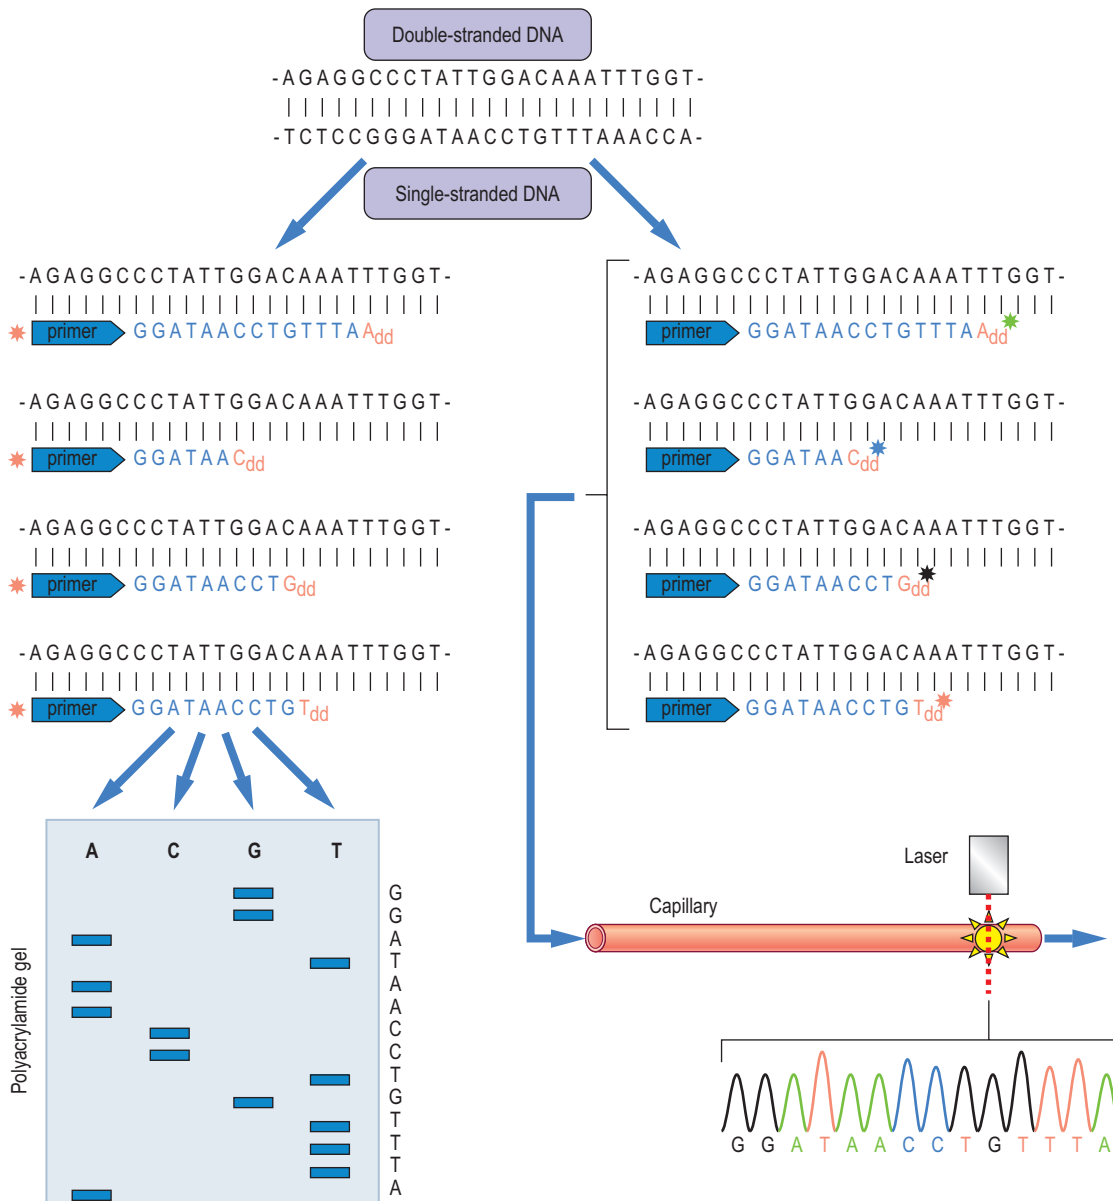 Double-stranded DNA
-AGAGGCCCTATTGGACAAATTTGGT-
-TCTCCGGGATAACCTGTTTAAACCA-
Single-stranded DNA
-AGAGGCCCTATTGGACAAATTTGGT-
primer GGATAACCTGTTTAAdd
-AGAGGCCCTATTGGACAAATTTGGT-
primer GGATAACdd
-AGAGGCCCTATTGGACAAATTTGGT-
primer GGATAACCTGdd
-AGAGGCCCTATTGGACAAATTTGGT-
primer GGATAACCTGTdd
-AGAGGCCCTATTGGACAAATTTGGT-
primer GGATAACCTGTTTAAdd
-AGAGGCCCTATTGGACAAATTTGGT-
primer GGATAACdd
-AGAGGCCCTATTGGACAAATTTGGT-
primer GGATAACCTGdd
-AGAGGCCCTATTGGACAAATTTGGT-
primer GGATAACCTGTdd
Polyacrylamide gel
A C G T
G
G
A
T
A
A
C
C
T
G
T
T
T
A
Laser
Capillary
G G A T A A C C T G T T T A